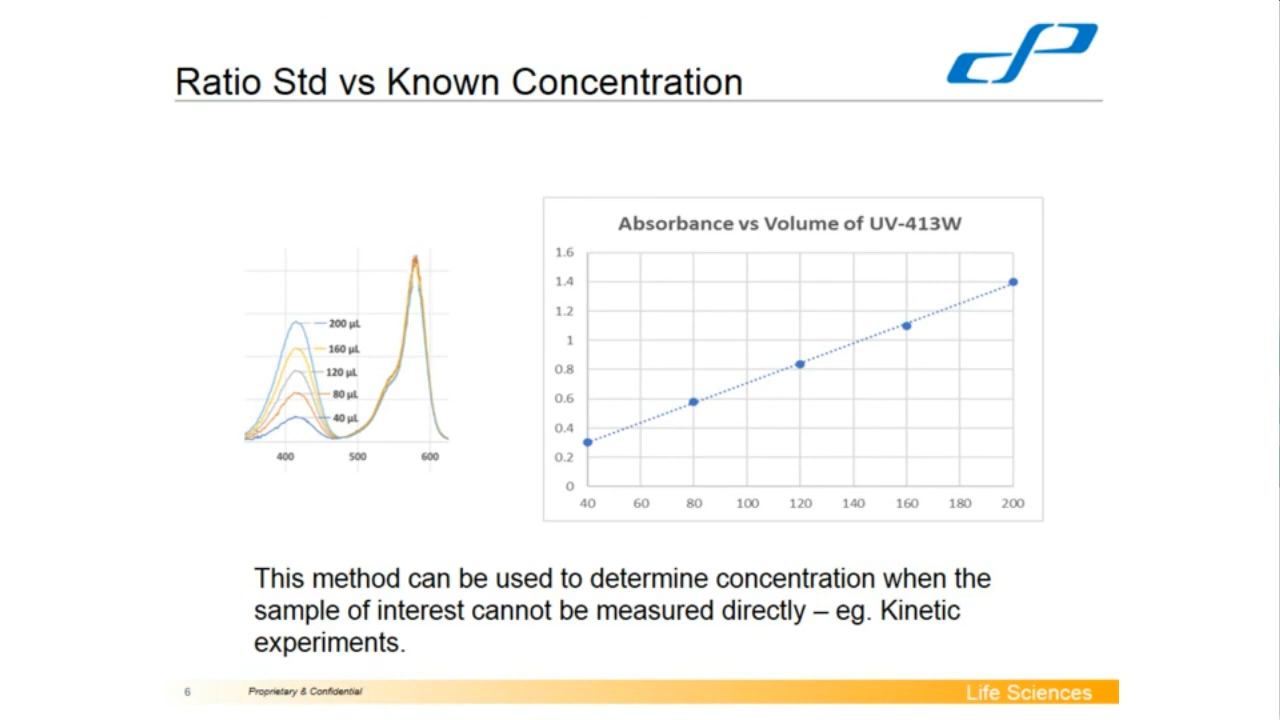 Ratio Std vs Known Concentration
200 µL
160 µL
120 µL
80 µL
40 µL
400 500 600
Absorbance vs Volume of UV-413W
1.6
1.4
1.2
1
0.8
0.6
0.4
0.2
0
40 60 80 100 120 140 160 180 200
This method can be used to determine concentration when the
sample of interest cannot be measured directly – eg. Kinetic
experiments.
6 Proprietary & Confidential Life Sciences